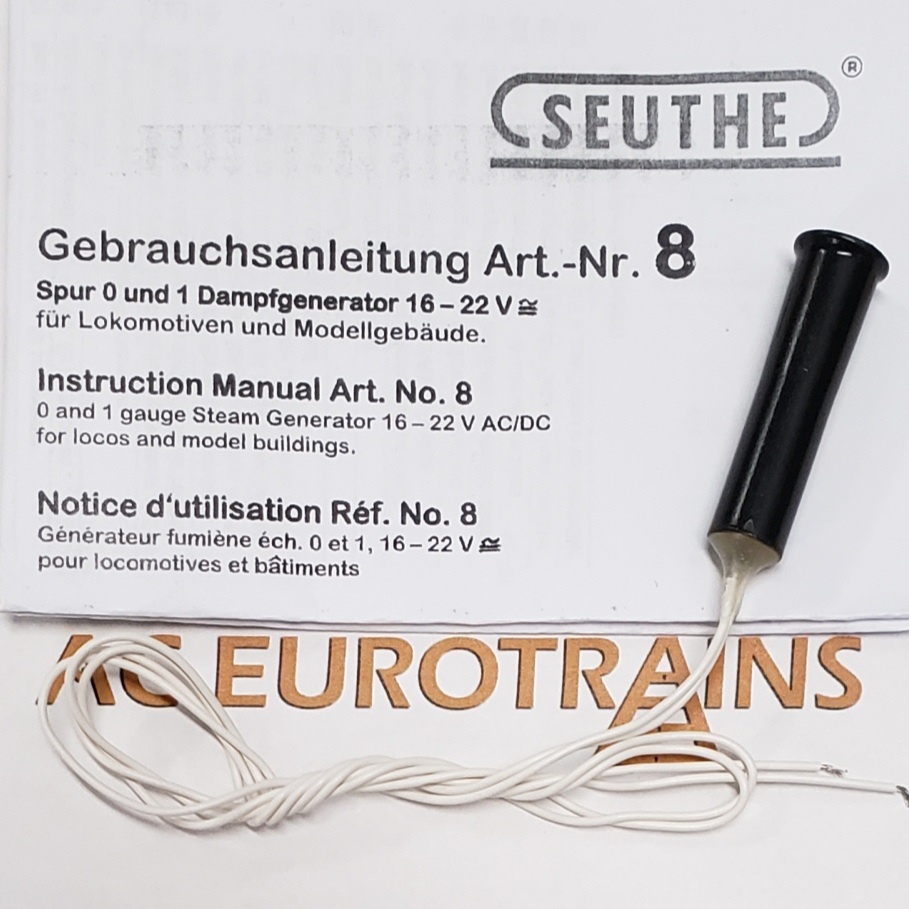 SEUTHE ®
Gebrauchsanleitung Art.-Nr. 8
Spur 0 und 1 Dampfgenerator 16 – 22 V ≅
für Lokomotiven und Modellgebäude.
Instruction Manual Art. No. 8
0 and 1 gauge Steam Generator 16 – 22 V AC/DC
for locos and model buildings.
Notice d‘utilisation Réf. No. 8
Générateur fumiène éch. 0 et 1, 16 – 22 V ≅
pour locomotives et bâtiments
AC EUROTRAINS